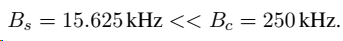 B_s = 15.625 kHz << B_c = 250 kHz.